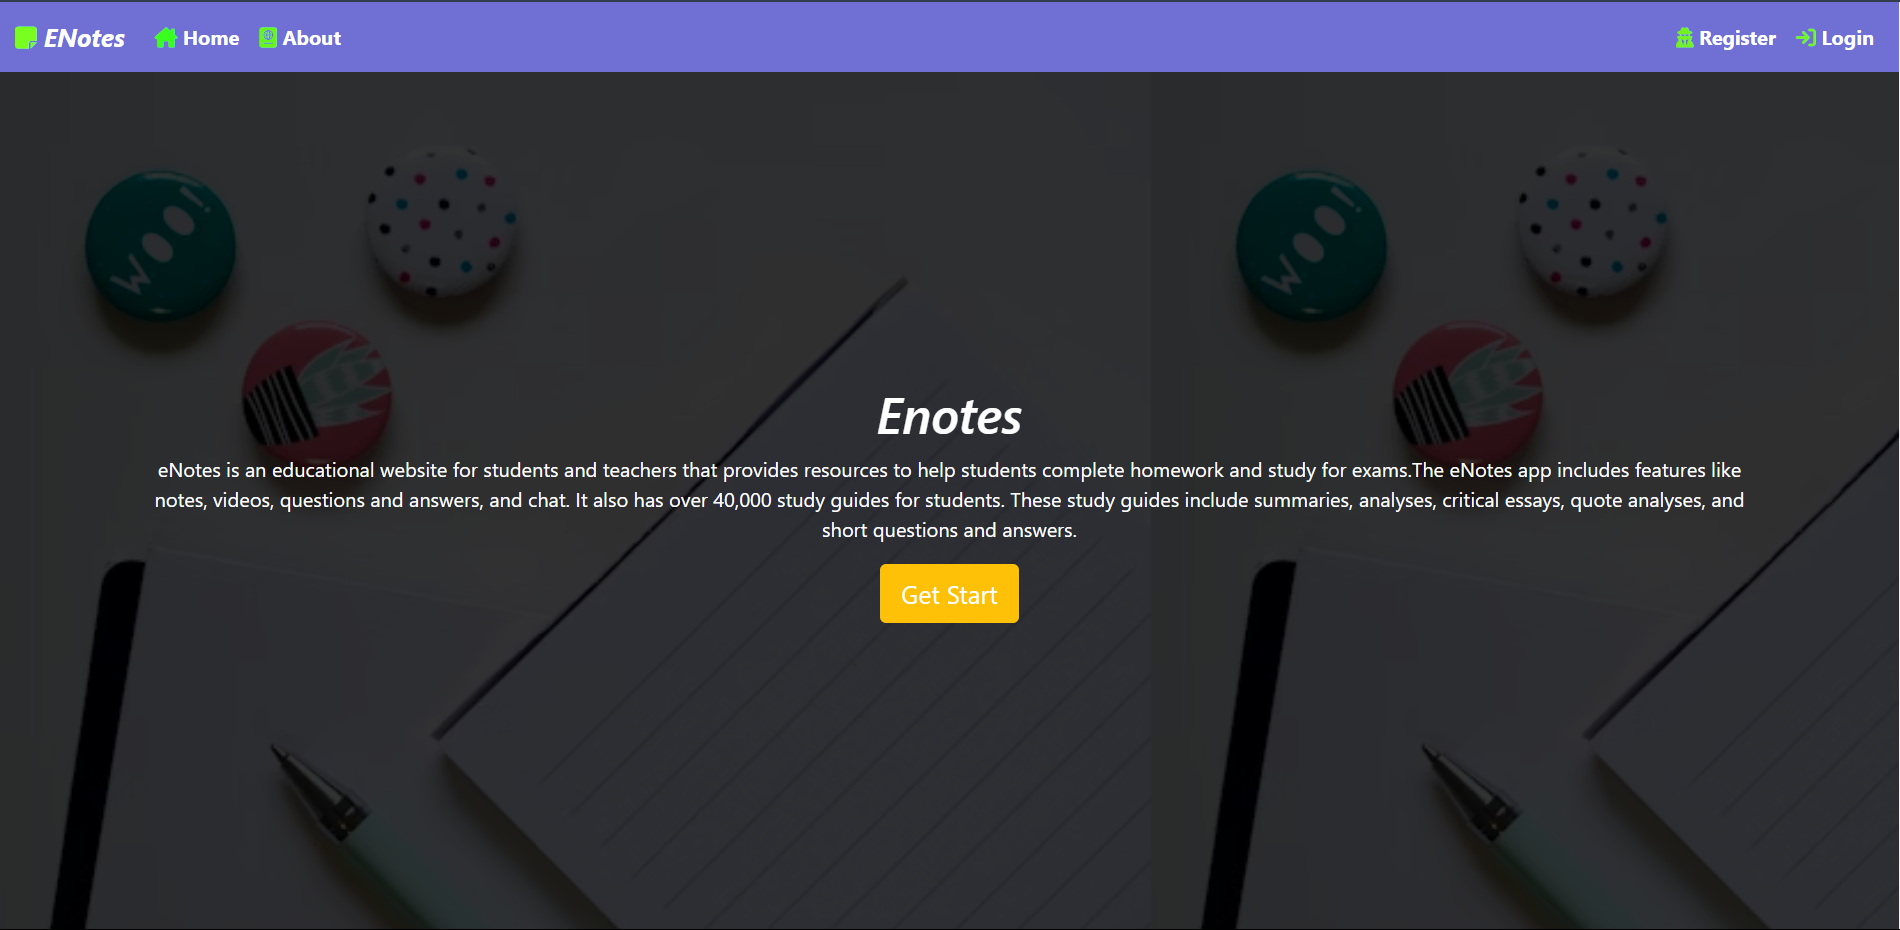 ENotes Home About Register Login
WOO! WOO!
Enotes
eNotes is an educational website for students and teachers that provides resources to help students complete homework and study for exams.The eNotes app includes features like
notes, videos, questions and answers, and chat. It also has over 40,000 study guides for students. These study guides include summaries, analyses, critical essays, quote analyses, and
short questions and answers.
Get Start